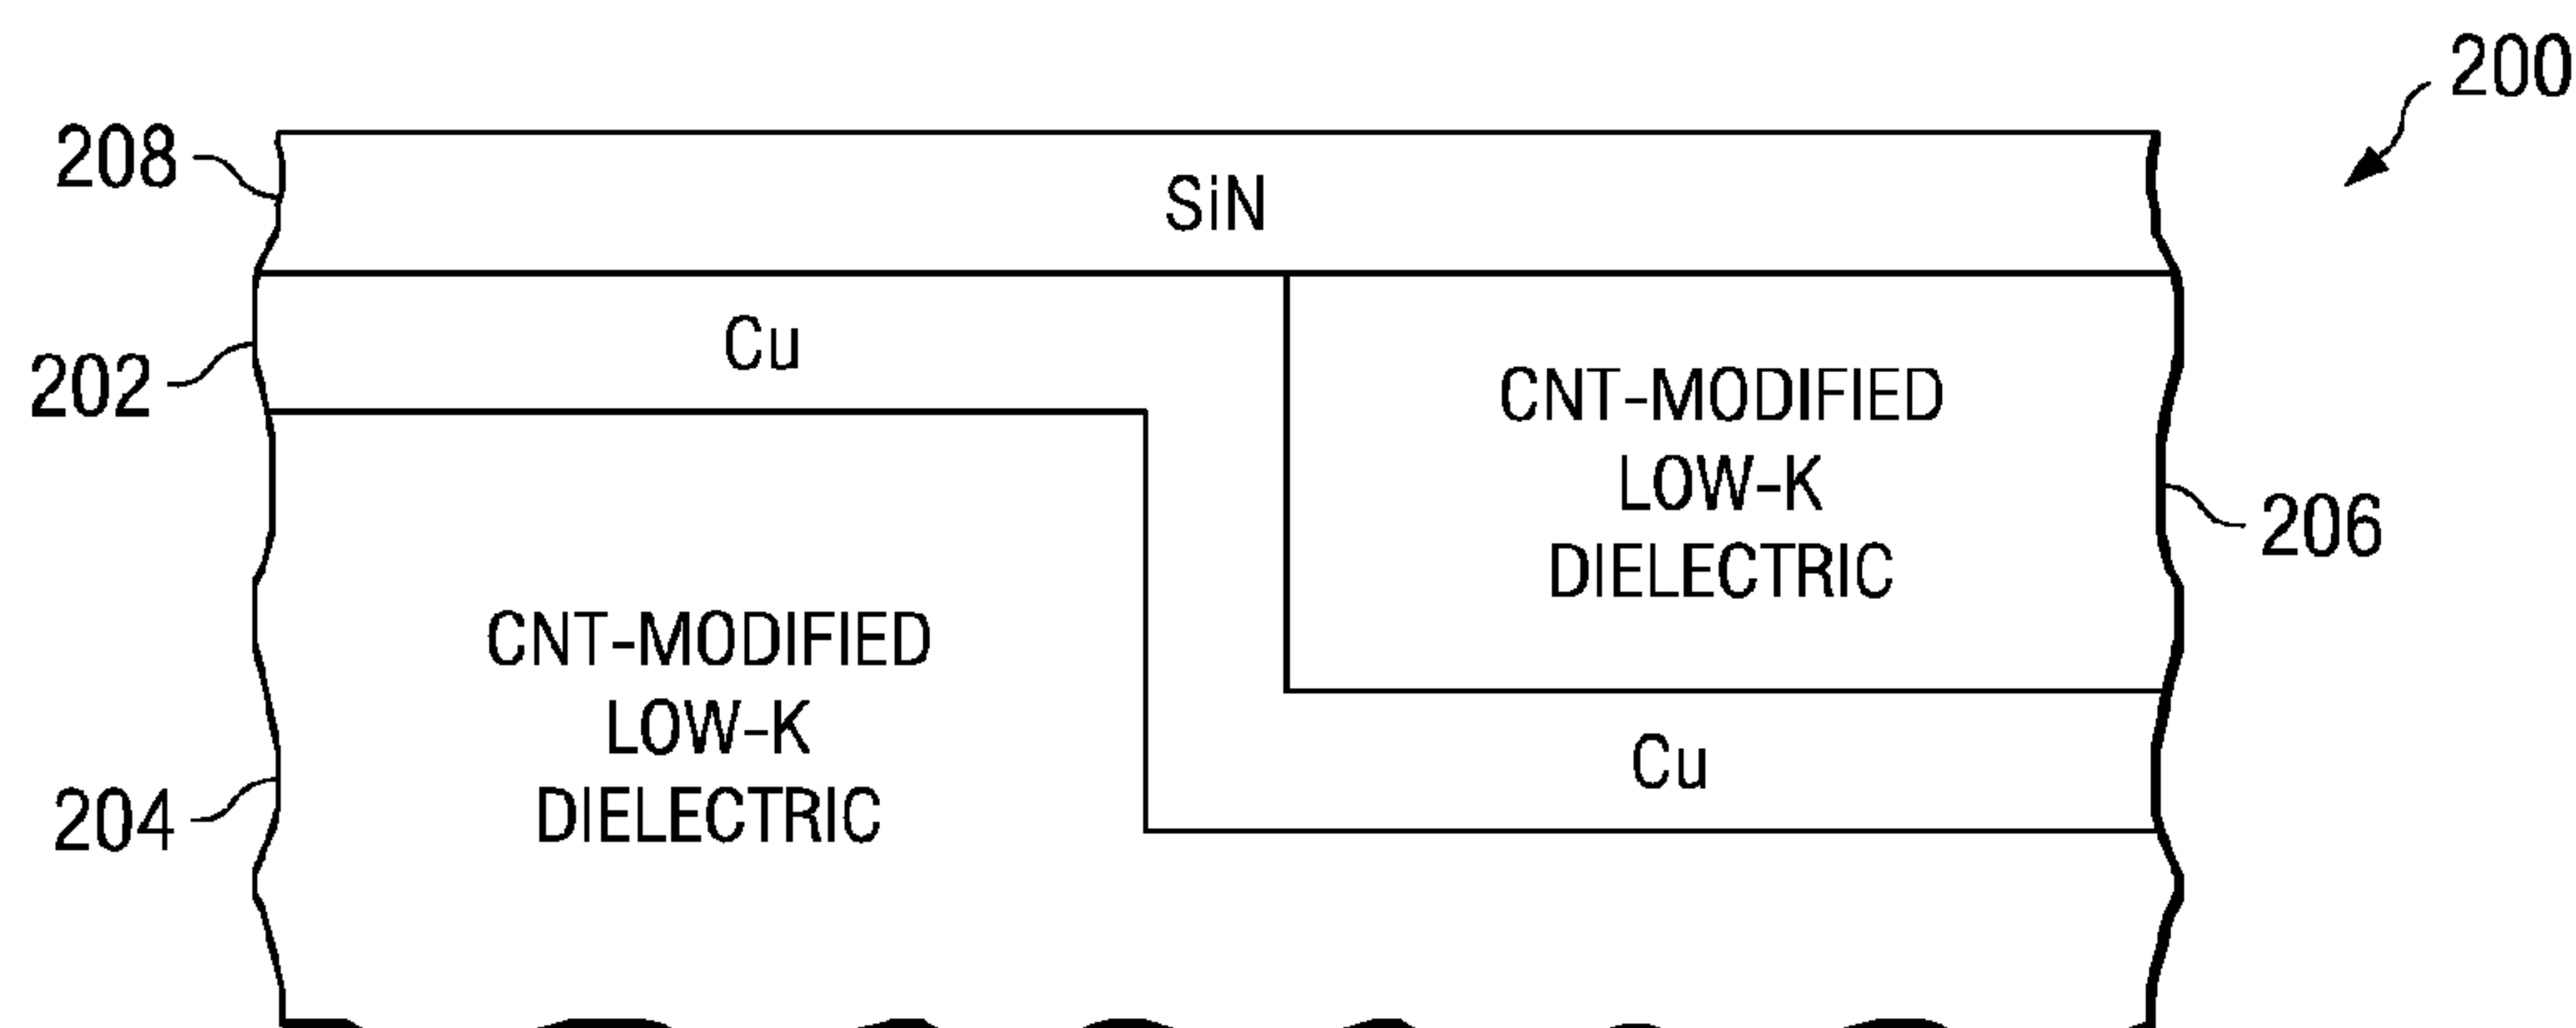 200
208
SiN
Cu
202
CNT-MODIFIED
LOW-K
DIELECTRIC
206
CNT-MODIFIED
LOW-K
DIELECTRIC
Cu
204